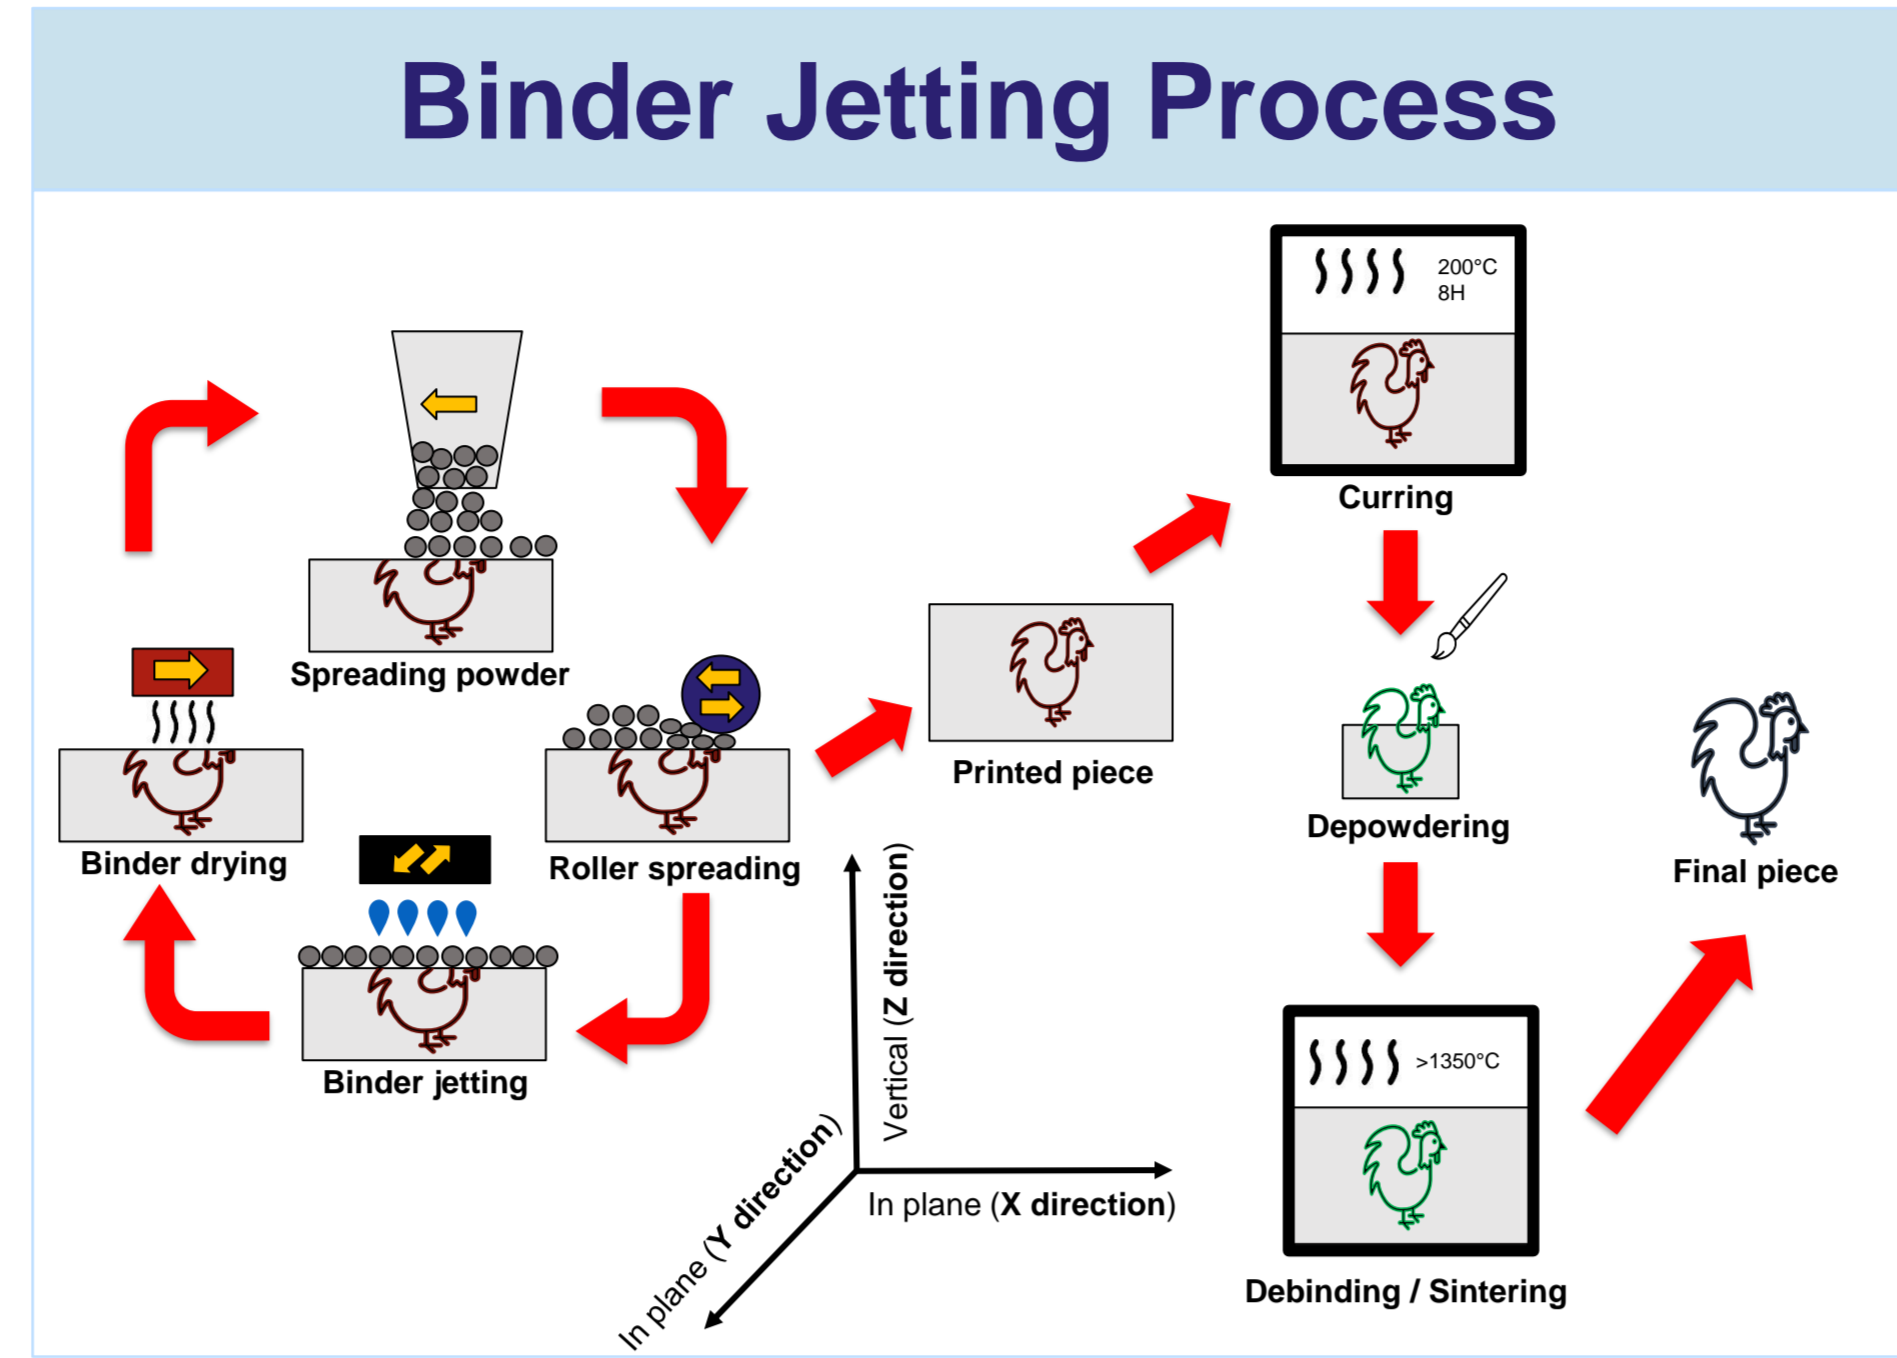 Binder Jetting Process
Spreading powder
Roller spreading
Binder jetting
Binder drying
Printed piece
200°C
8H
Curring
Depowdering
>1350°C
Debinding / Sintering
Final piece
Vertical (Z direction)
In plane (X direction)
In plane (Y direction)